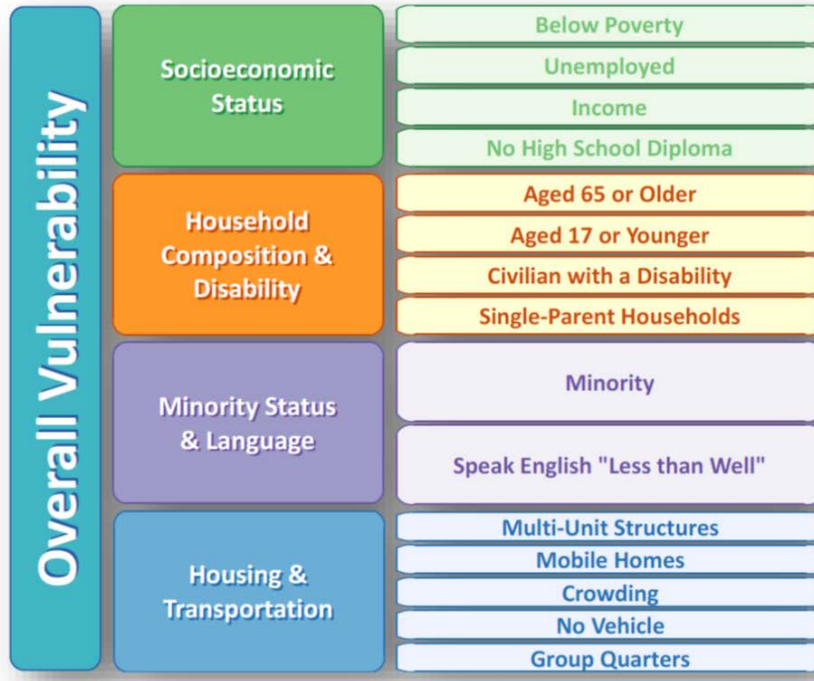 Overall Vulnerability
Socioeconomic
Status
Below Poverty
Unemployed
Income
No High School Diploma
Household
Composition &
Disability
Aged 65 or Older
Aged 17 or Younger
Civilian with a Disability
Single-Parent Households
Minority Status
& Language
Minority
Speak English "Less than Well"
Housing &
Transportation
Multi-Unit Structures
Mobile Homes
Crowding
No Vehicle
Group Quarters